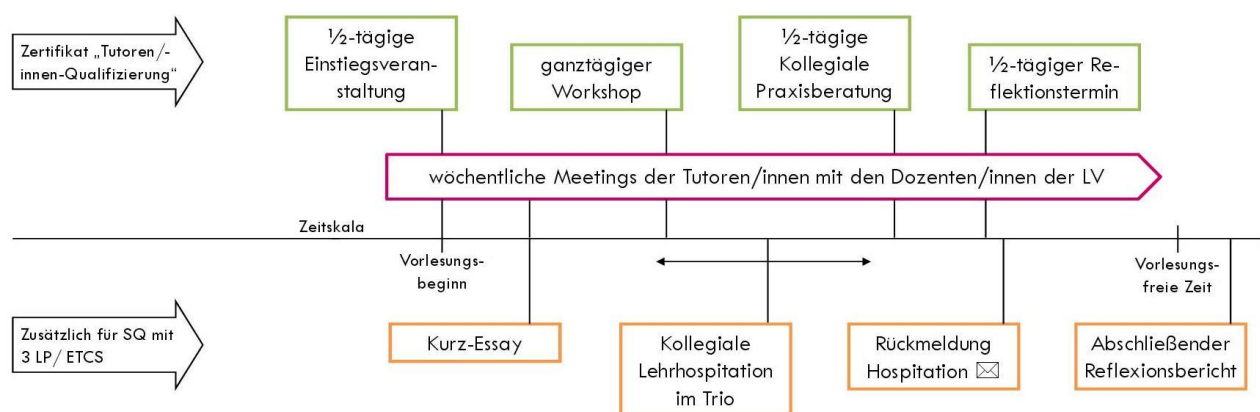 Zertifikat „Tutoren/-
innen-Qualifizierung“
½-tägige
Einstiegsveran-
staltung
ganztägiger
Workshop
½-tägige
Kollegiale
Praxisberatung
½-tägiger Re-
flektionstermin
wöchentliche Meetings der Tutoren/innen mit den Dozenten/innen der LV
Zeitskala
Vorlesungs-
beginn
Vorlesungs-
freie Zeit
Zusätzlich für SQ mit
3 LP/ ETCS
Kurz-Essay
Kollegiale
Lehrhospitation
im Trio
Rückmeldung
Hospitation
Abschließender
Reflexionsbericht